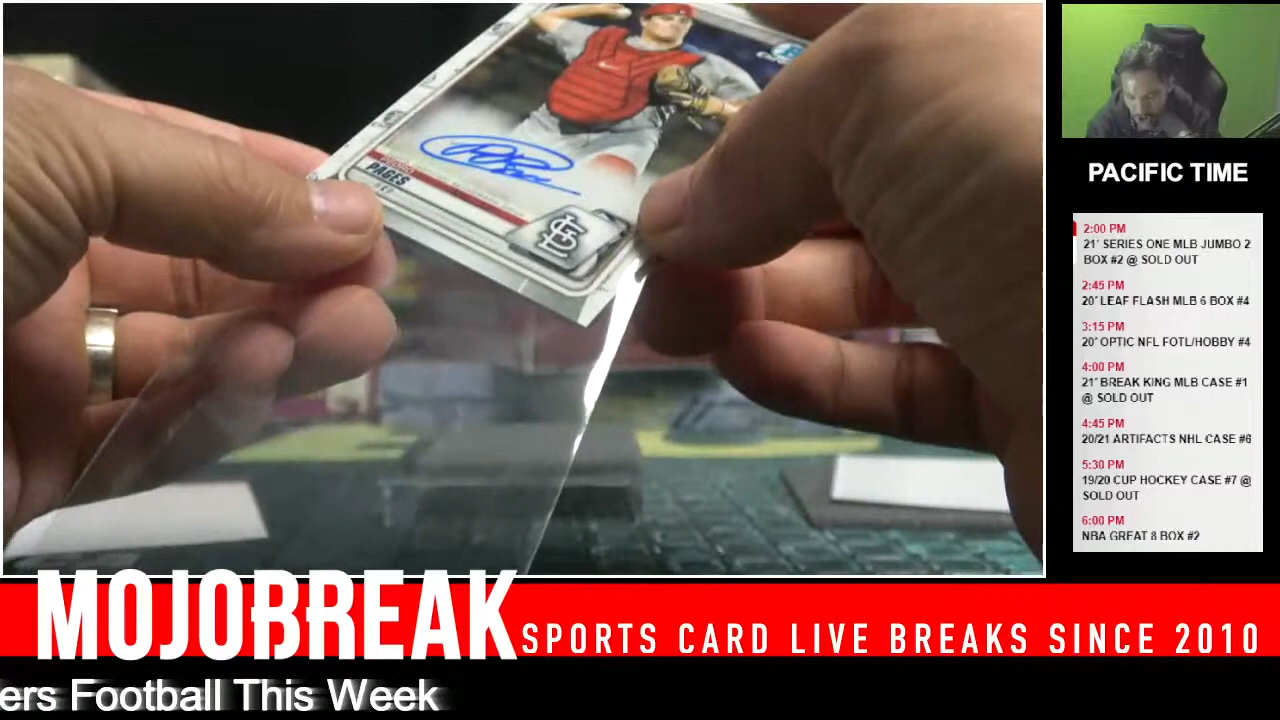 PAGES
PACIFIC TIME
2:00 PM
21' SERIES ONE MLB JUMBO 2
BOX #2 @ SOLD OUT
2:45 PM
20' LEAF FLASH MLB 6 BOX #4
3:15 PM
20' OPTIC NFL FOTL/HOBBY #4
4:00 PM
21' BREAK KING MLB CASE #1
@ SOLD OUT
4:45 PM
20/21 ARTIFACTS NHL CASE #6
5:30 PM
19/20 CUP HOCKEY CASE #7 @
SOLD OUT
6:00 PM
NBA GREAT 8 BOX #2
MOJOBREAK
SPORTS CARD LIVE BREAKS SINCE 2010
ers Football This Week